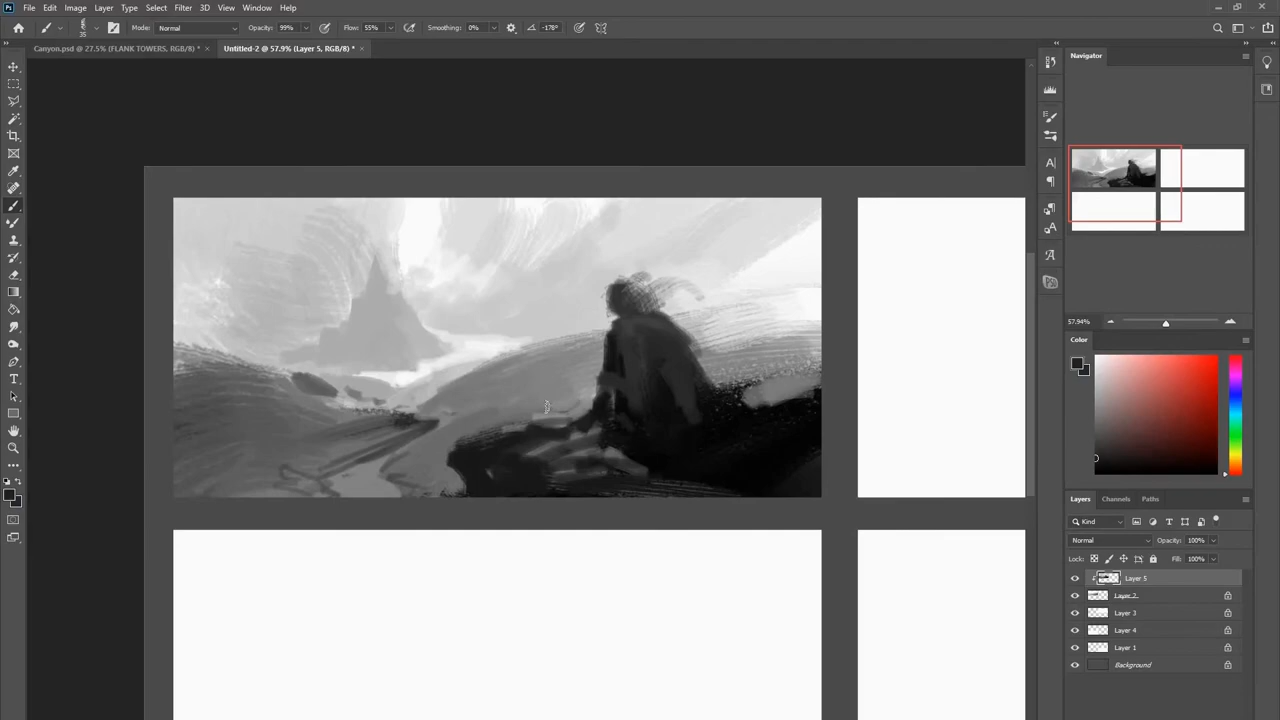 Ps File Edit Image Layer Type Select Filter 3D View Window Help
35 Mode: Normal Opacity: 99% Flow: 55% Smoothing: 0% -178°
Canyon.psd @ 27.5% (FLANK TOWERS, RGB/8) * × Untitled-2 @ 57.9% (Layer 5, RGB/8) * ×
Navigator
57.94%
Color
Layers Channels Paths
Kind
Normal Opacity: 100%
Lock: Fill: 100%
Layer 5
Layer 2
Layer 3
Layer 4
Layer 1
Background